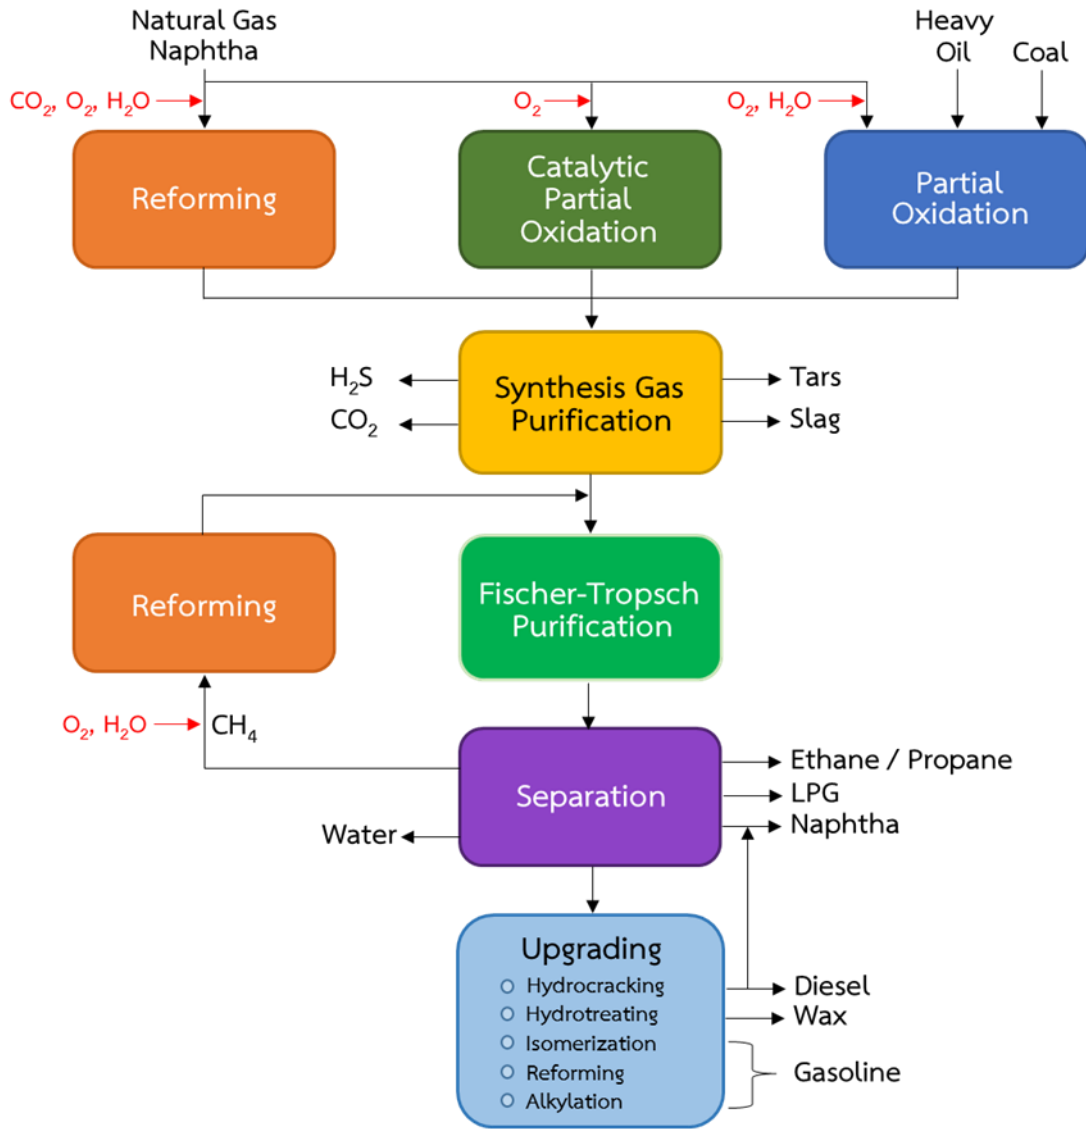 Natural Gas
Naphtha
Heavy
Oil
Coal
CO₂, O₂, H₂O
O₂
O₂, H₂O
Reforming
Catalytic
Partial
Oxidation
Partial
Oxidation
H₂S
CO₂
Synthesis Gas
Purification
Tars
Slag
Reforming
Fischer-Tropsch
Purification
O₂, H₂O
CH₄
Separation
Water
Ethane / Propane
LPG
Naphtha
Upgrading
Hydrocracking
Hydrotreating
Isomerization
Reforming
Alkylation
Diesel
Wax
Gasoline